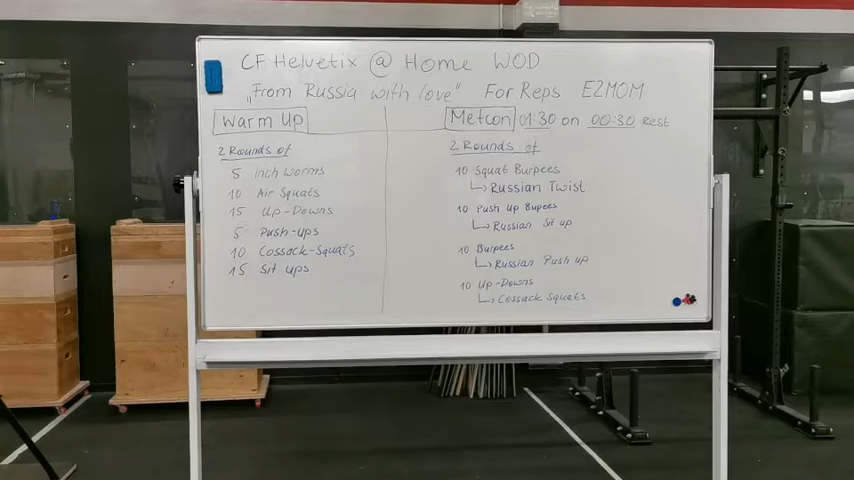 CF Helvetix @ Home WOD
„From Russia with love“ For Reps E2MOM
Warm Up
2 Rounds of
5 Inch Worms
10 Air Squats
15 Up-Downs
5 Push-ups
10 Cossack-Squats
15 Sit ups
Metcon 01:30 on 00:30 Rest
2 Rounds of
10 Squat Burpees
↳ Russian Twist
10 Push Up Bupees
↳ Russian Sit up
10 Burpees
↳ Russian Push up
10 Up-Downs
↳ Cossack Squats